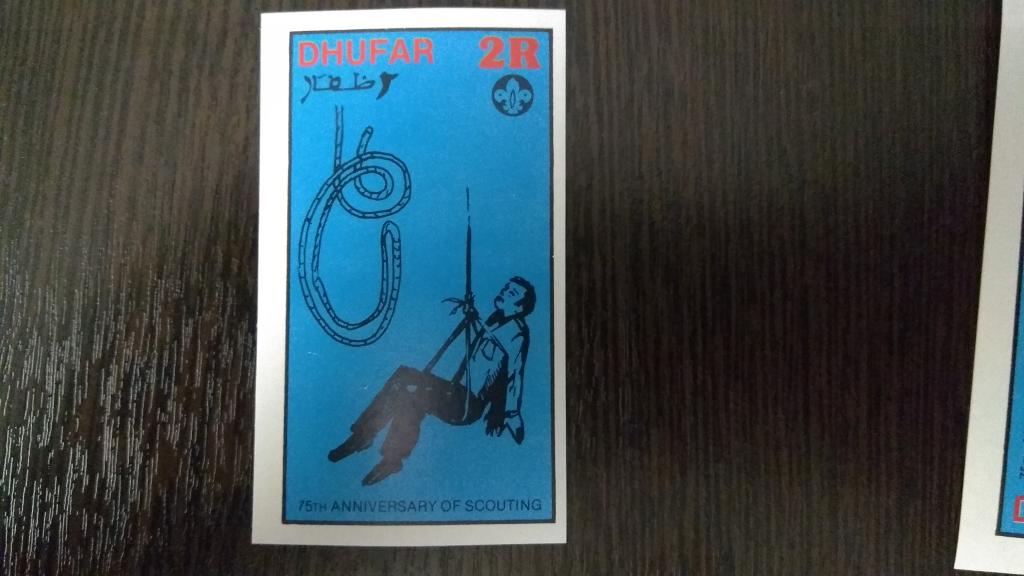 DHUFAR 2R
ظفار
75TH ANNIVERSARY OF SCOUTING